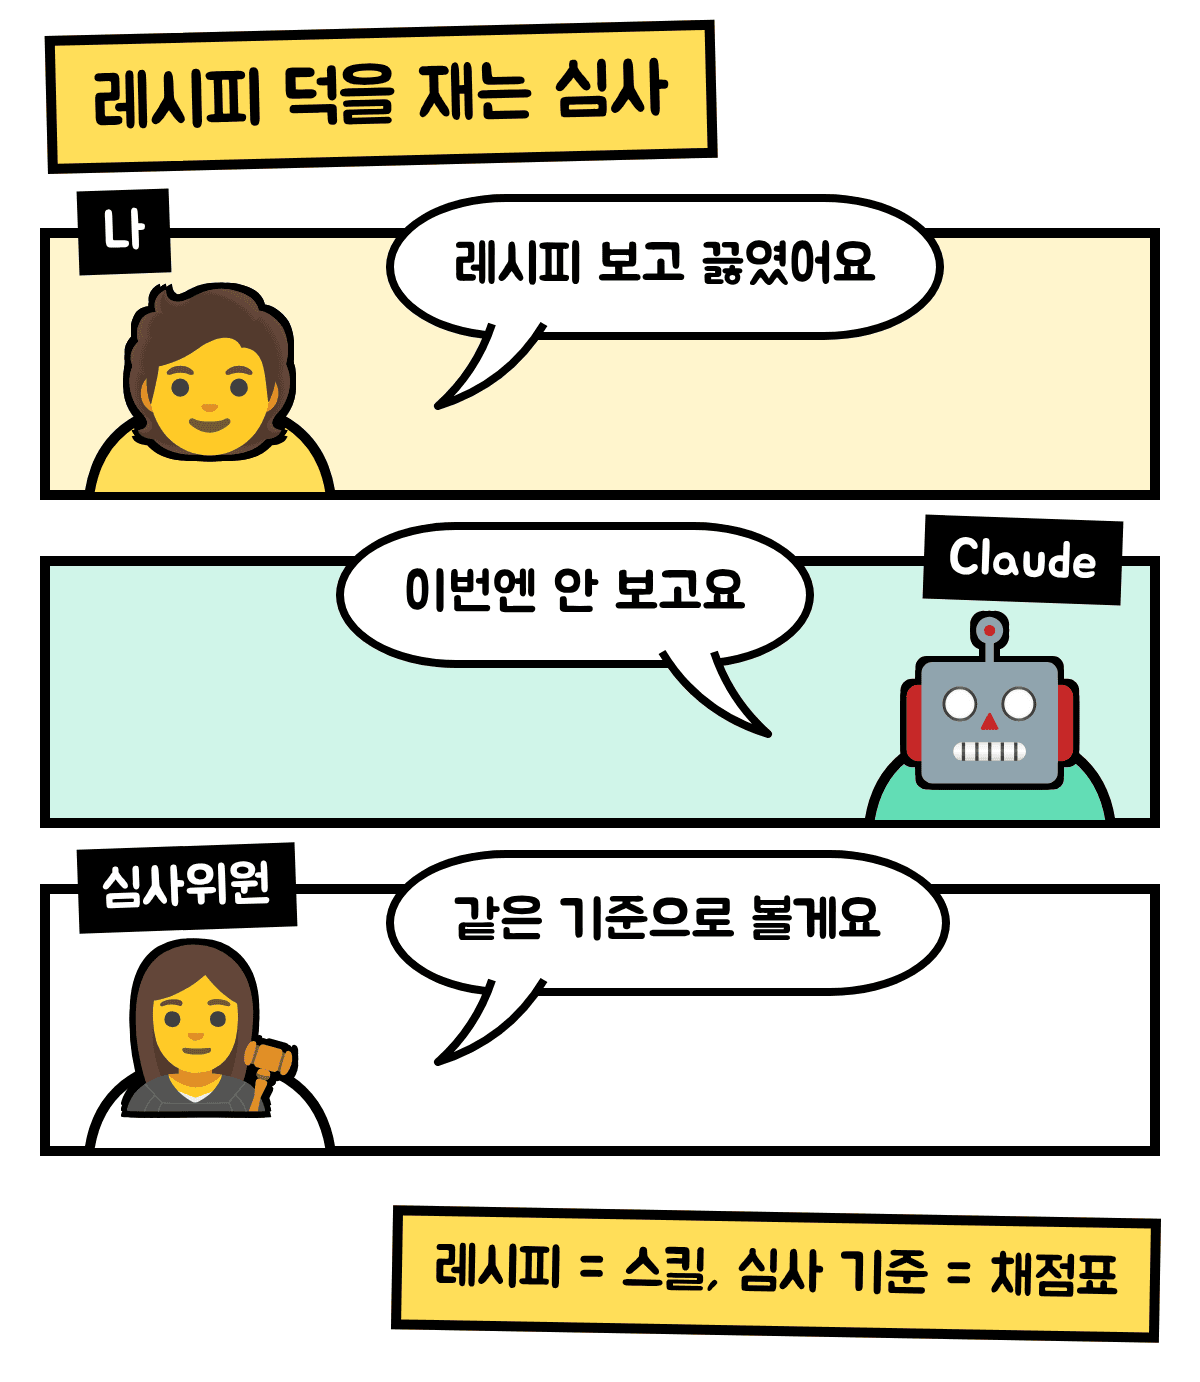 레시피 덕을 재는 심사
나
레시피 보고 끓였어요
Claude
이번엔 안 보고요
심사위원
같은 기준으로 볼게요
레시피 = 스킬, 심사 기준 = 채점표